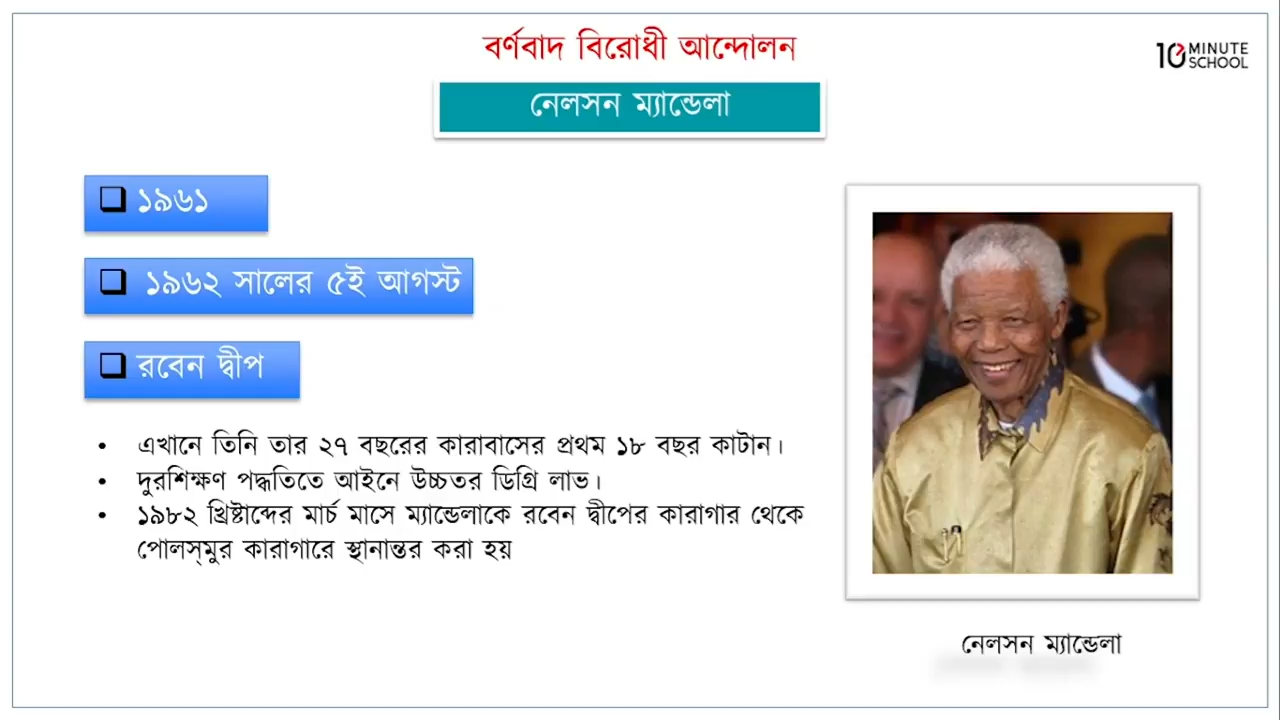 বর্ণবাদ বিরোধী আন্দোলন
10 MINUTE SCHOOL
নেলসন ম্যান্ডেলা
১৯৬১
১৯৬২ সালের ৫ই আগস্ট
রবেন দ্বীপ
• এখানে তিনি তার ২৭ বছরের কারাবাসের প্রথম ১৮ বছর কাটান।
• দুরশিক্ষণ পদ্ধতিতে আইনে উচ্চতর ডিগ্রি লাভ।
• ১৯৮২ খ্রিষ্টাব্দের মার্চ মাসে ম্যান্ডেলাকে রবেন দ্বীপের কারাগার থেকে
পোলস্‌মুর কারাগারে স্থানান্তর করা হয়
নেলসন ম্যান্ডেলা